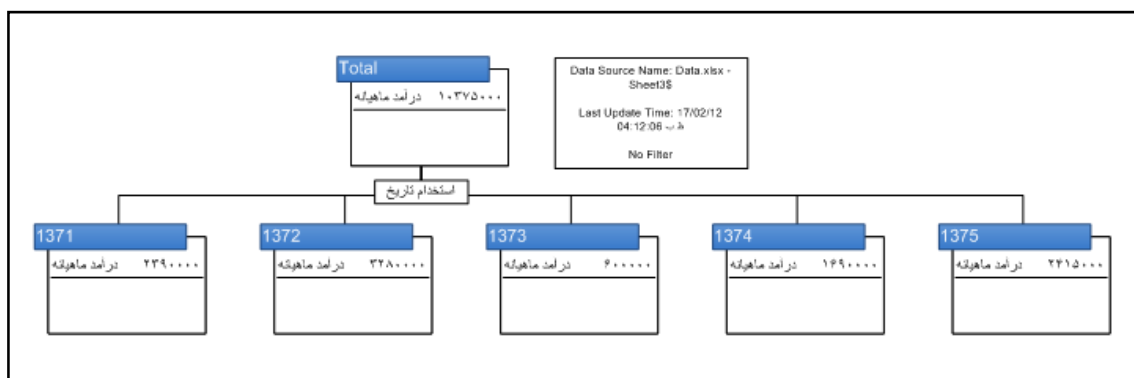 Total
درآمد ماهیانه ۱۰۳۷۵۰۰۰
Data Source Name: Data.xlsx -
Sheet3$
Last Update Time: 17/02/12
04:12:06 ب.ظ
No Filter
استخدام تاریخ
1371
درآمد ماهیانه ۲۳۹۰۰۰۰
1372
درآمد ماهیانه ۳۲۸۰۰۰۰
1373
درآمد ماهیانه ۶۰۰۰۰۰
1374
درآمد ماهیانه ۱۶۹۰۰۰۰
1375
درآمد ماهیانه ۲۴۱۵۰۰۰